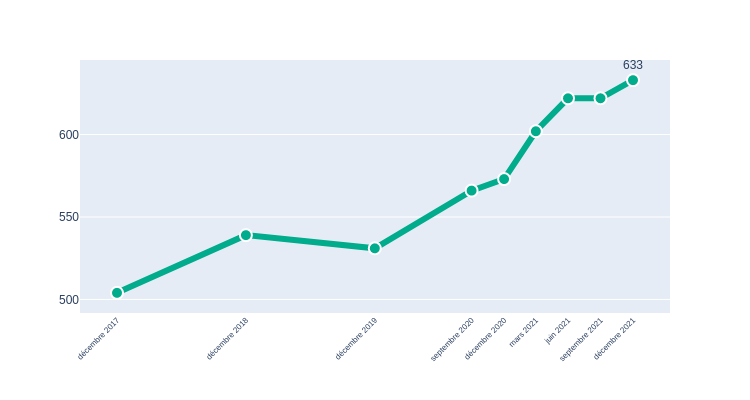 633
600
550
500
décembre 2017
décembre 2018
décembre 2019
septembre 2020
décembre 2020
mars 2021
juin 2021
septembre 2021
décembre 2021